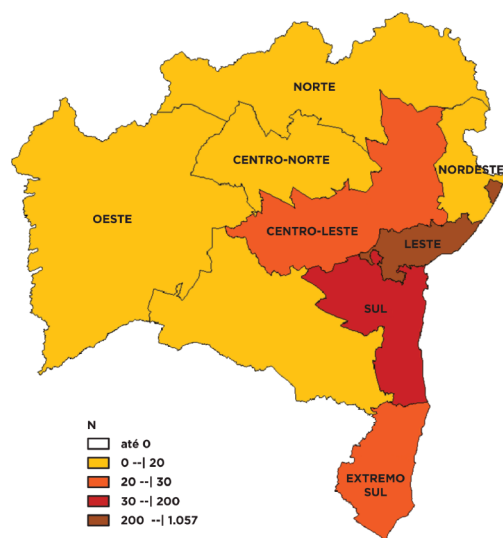 NORTE
CENTRO-NORTE
NORDESTE
OESTE
CENTRO-LESTE
LESTE
SUL
EXTREMO
SUL
N
até 0
0 --| 20
20 --| 30
30 --| 200
200 --| 1.057